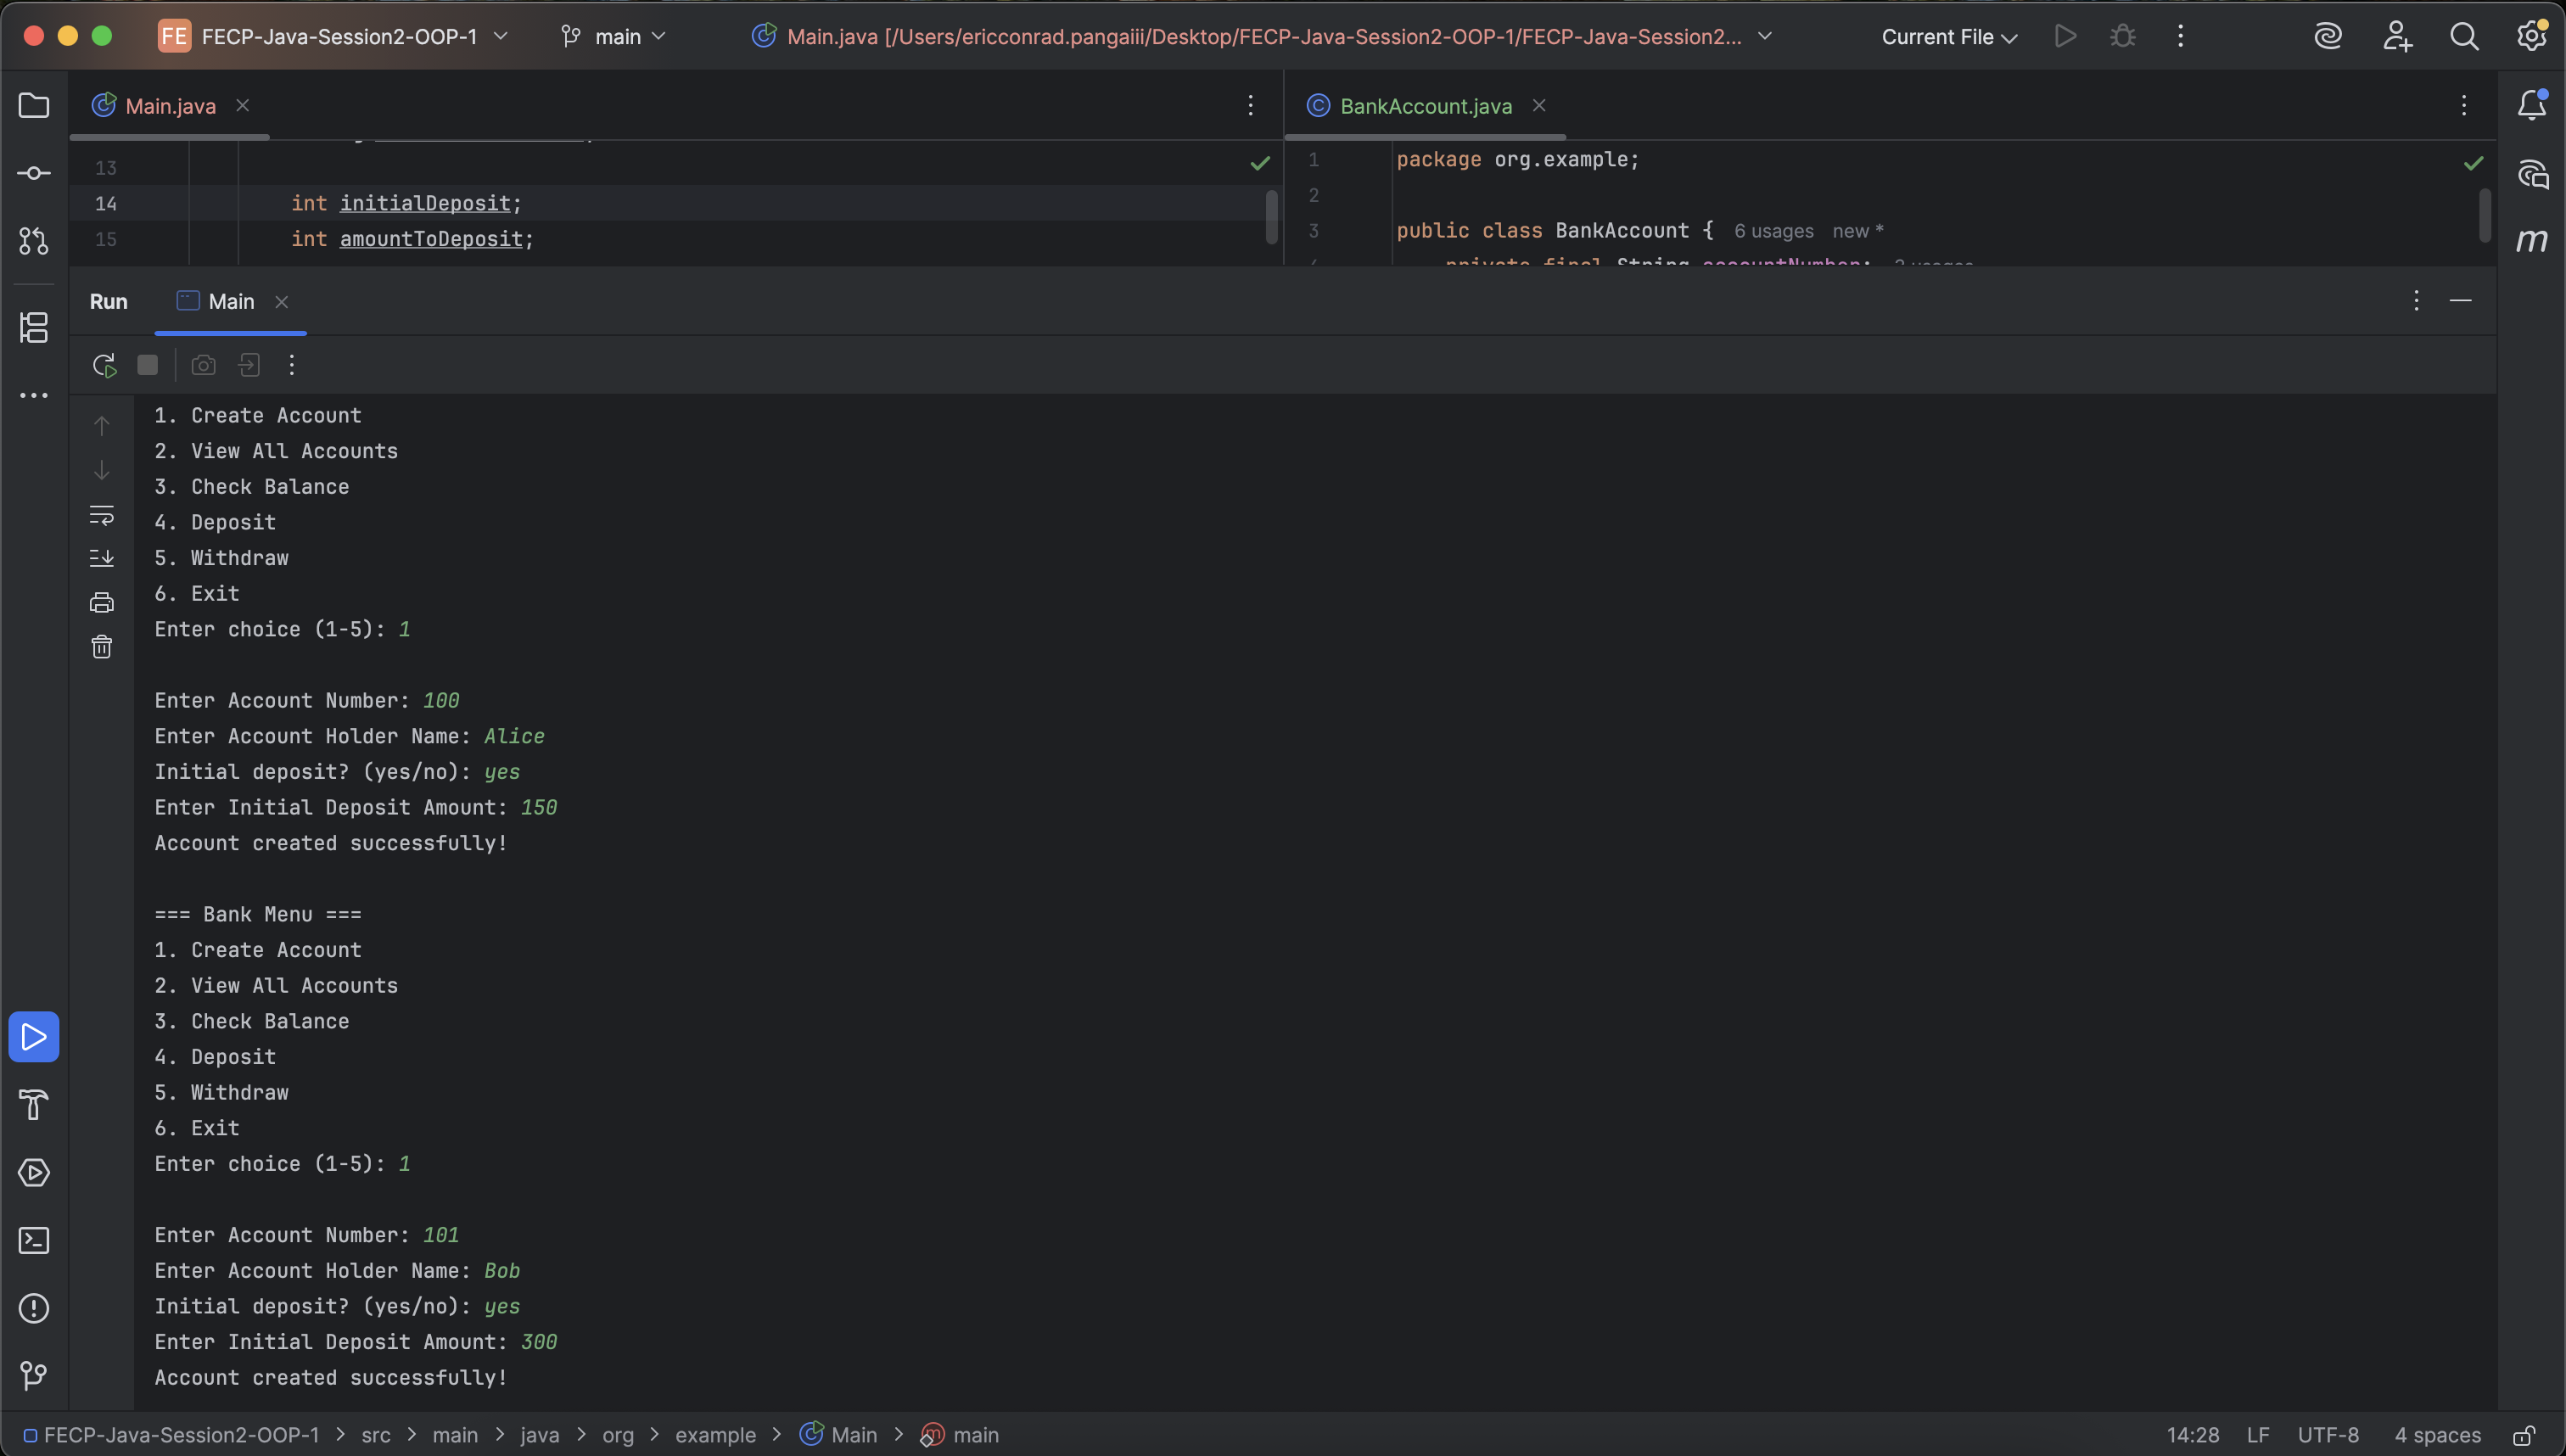 FE FECP-Java-Session2-OOP-1 main Main.java [/Users/ericconrad.pangaiii/Desktop/FECP-Java-Session2-OOP-1/FECP-Java-Session2... Current File
Main.java
13
14 int initialDeposit;
15 int amountToDeposit;
BankAccount.java
1 package org.example;
2
3 public class BankAccount { 6 usages new *
private final String accountNumber;
Run Main
1. Create Account
2. View All Accounts
3. Check Balance
4. Deposit
5. Withdraw
6. Exit
Enter choice (1-5): 1
Enter Account Number: 100
Enter Account Holder Name: Alice
Initial deposit? (yes/no): yes
Enter Initial Deposit Amount: 150
Account created successfully!
=== Bank Menu ===
1. Create Account
2. View All Accounts
3. Check Balance
4. Deposit
5. Withdraw
6. Exit
Enter choice (1-5): 1
Enter Account Number: 101
Enter Account Holder Name: Bob
Initial deposit? (yes/no): yes
Enter Initial Deposit Amount: 300
Account created successfully!
FECP-Java-Session2-OOP-1 > src > main > java > org > example > Main > main 14:28 LF UTF-8 4 spaces